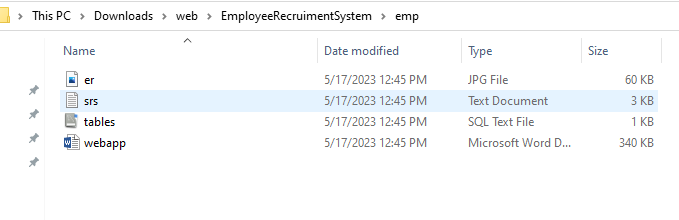 This PC > Downloads > web > EmployeeRecruimentSystem > emp
Name Date modified Type Size
er 5/17/2023 12:45 PM JPG File 60 KB
srs 5/17/2023 12:45 PM Text Document 3 KB
tables 5/17/2023 12:45 PM SQL Text File 1 KB
webapp 5/17/2023 12:45 PM Microsoft Word D... 340 KB